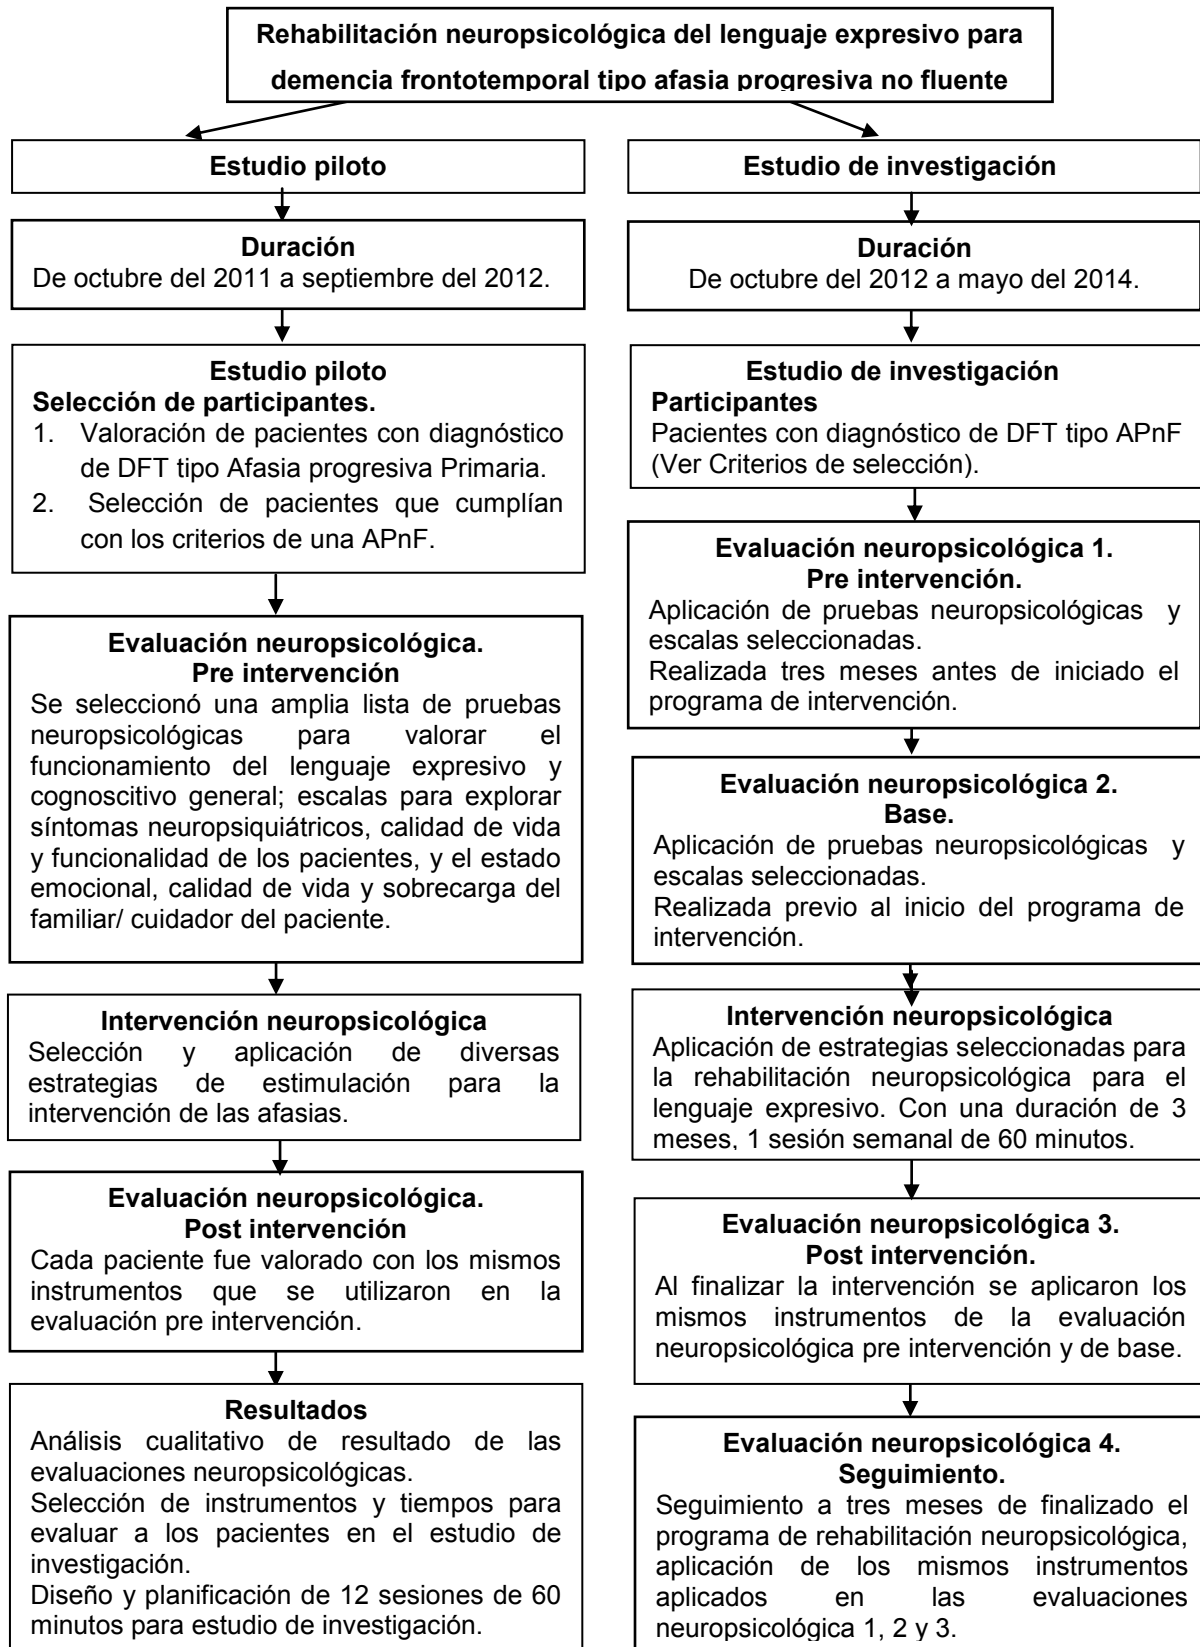 Rehabilitación neuropsicológica del lenguaje expresivo para
demencia frontotemporal tipo afasia progresiva no fluente
Estudio piloto
Duración
De octubre del 2011 a septiembre del 2012.
Estudio piloto
Selección de participantes.
1. Valoración de pacientes con diagnóstico
de DFT tipo Afasia progresiva Primaria.
2. Selección de pacientes que cumplían
con los criterios de una APnF.
Evaluación neuropsicológica.
Pre intervención
Se seleccionó una amplia lista de pruebas
neuropsicológicas para valorar el
funcionamiento del lenguaje expresivo y
cognoscitivo general; escalas para explorar
síntomas neuropsiquiátricos, calidad de vida
y funcionalidad de los pacientes, y el estado
emocional, calidad de vida y sobrecarga del
familiar/ cuidador del paciente.
Intervención neuropsicológica
Selección y aplicación de diversas
estrategias de estimulación para la
intervención de las afasias.
Evaluación neuropsicológica.
Post intervención
Cada paciente fue valorado con los mismos
instrumentos que se utilizaron en la
evaluación pre intervención.
Resultados
Análisis cualitativo de resultado de las
evaluaciones neuropsicológicas.
Selección de instrumentos y tiempos para
evaluar a los pacientes en el estudio de
investigación.
Diseño y planificación de 12 sesiones de 60
minutos para estudio de investigación.
Estudio de investigación
Duración
De octubre del 2012 a mayo del 2014.
Estudio de investigación
Participantes
Pacientes con diagnóstico de DFT tipo APnF
(Ver Criterios de selección).
Evaluación neuropsicológica 1.
Pre intervención.
Aplicación de pruebas neuropsicológicas y
escalas seleccionadas.
Realizada tres meses antes de iniciado el
programa de intervención.
Evaluación neuropsicológica 2.
Base.
Aplicación de pruebas neuropsicológicas y
escalas seleccionadas.
Realizada previo al inicio del programa de
intervención.
Intervención neuropsicológica
Aplicación de estrategias seleccionadas para
la rehabilitación neuropsicológica para el
lenguaje expresivo. Con una duración de 3
meses, 1 sesión semanal de 60 minutos.
Evaluación neuropsicológica 3.
Post intervención.
Al finalizar la intervención se aplicaron los
mismos instrumentos de la evaluación
neuropsicológica pre intervención y de base.
Evaluación neuropsicológica 4.
Seguimiento.
Seguimiento a tres meses de finalizado el
programa de rehabilitación neuropsicológica,
aplicación de los mismos instrumentos
aplicados en las evaluaciones
neuropsicológica 1, 2 y 3.